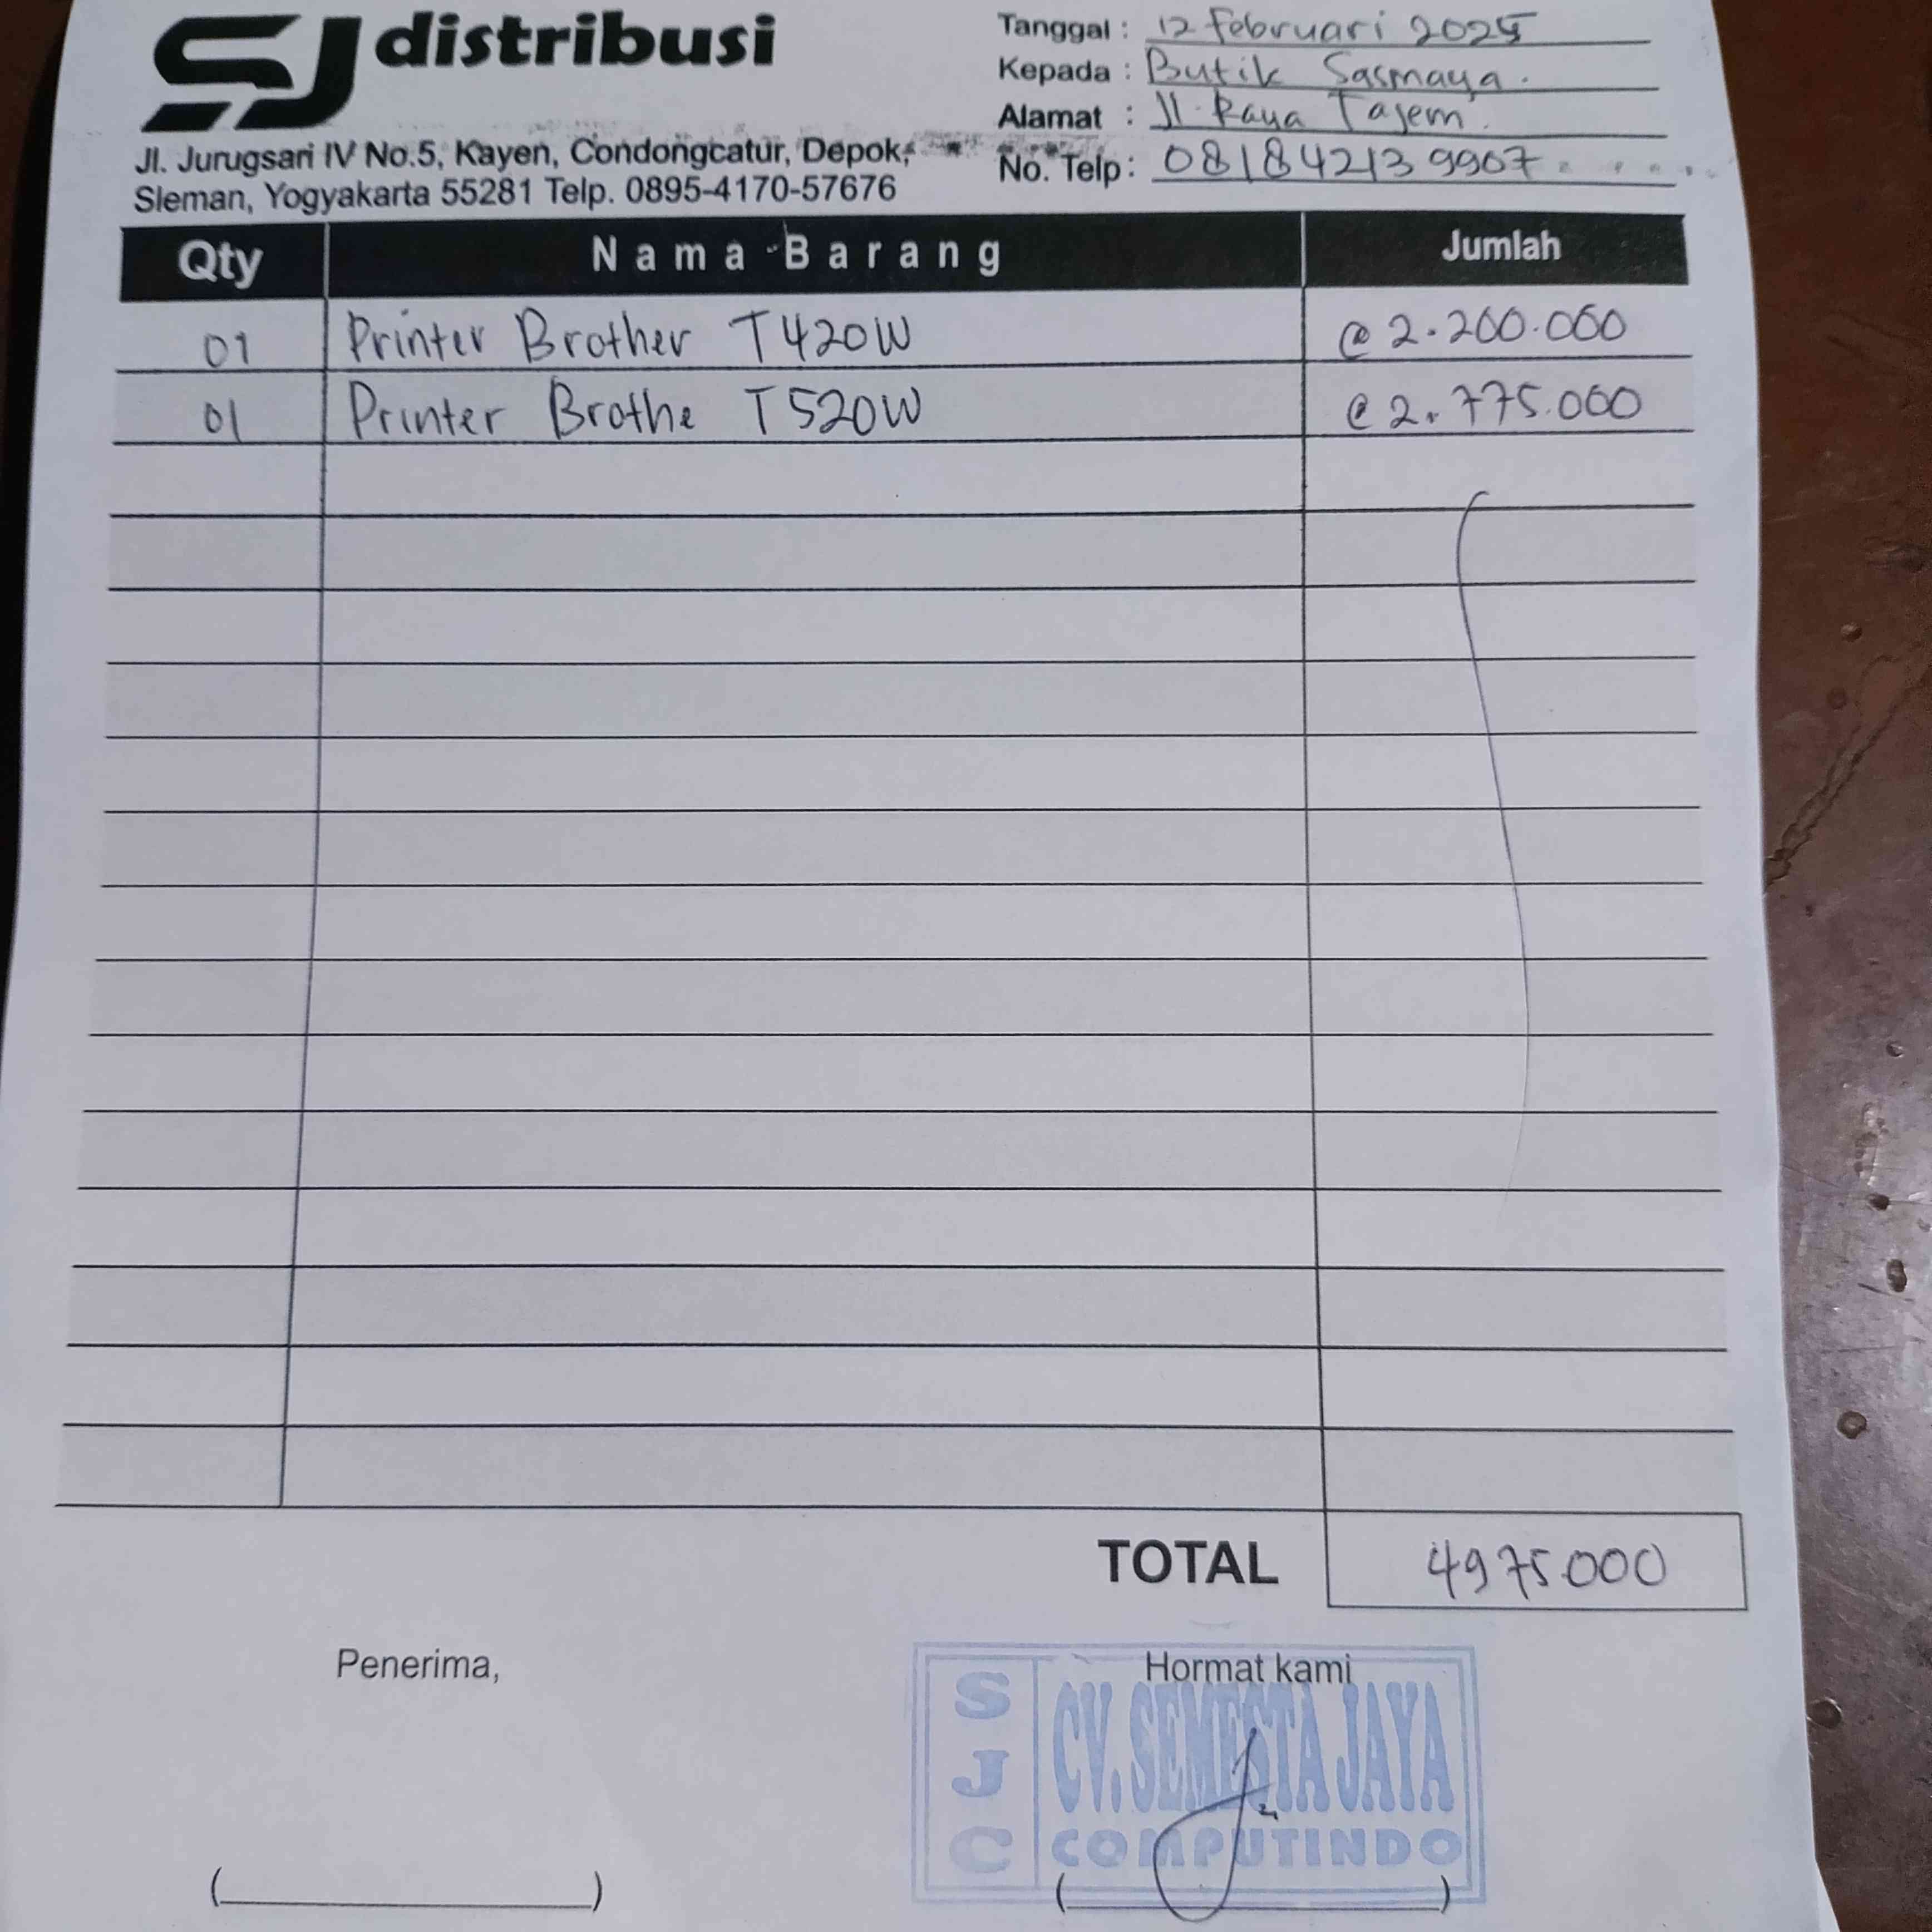 SJ distribusi
Jl. Jurugsari IV No.5, Kayen, Condongcatur, Depok,
Sleman, Yogyakarta 55281 Telp. 0895-4170-57676
Tanggal : 12 Februari 2025
Kepada : Butik Sasmaya.
Alamat : Jl. Raya Tajem.
No. Telp: 081842139907
Qty Nama Barang Jumlah
01 Printer Brother T420W @ 2.200.000
01 Printer Brothe T520W @ 2.775.000
TOTAL 4975.000
Penerima, Hormat kami
SJC
CV. SEMESTA JAYA
COMPUTINDO